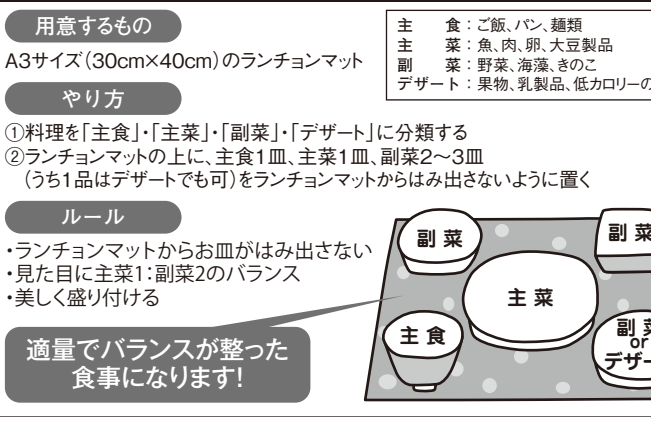 用意するもの
A3サイズ（30cm×40cm）のランチョンマット
主　食：ご飯、パン、麺類
主　菜：魚、肉、卵、大豆製品
副　菜：野菜、海藻、きのこ
デザート：果物、乳製品、低カロリーの
やり方
①料理を「主食」・「主菜」・「副菜」・「デザート」に分類する
②ランチョンマットの上に、主食1皿、主菜1皿、副菜2〜3皿
（うち1品はデザートでも可）をランチョンマットからはみ出さないように置く
ルール
・ランチョンマットからお皿がはみ出さない
・見た目に主菜1：副菜2のバランス
・美しく盛り付ける
適量でバランスが整った
食事になります！
副菜
副菜
主菜
主食
副菜
or
デザー